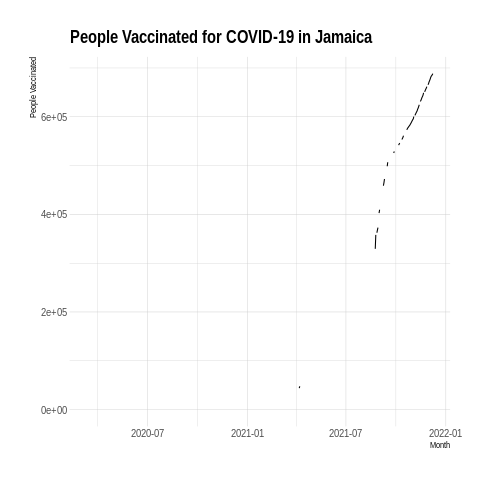 People Vaccinated for COVID-19 in Jamaica
People Vaccinated
6e+05
4e+05
2e+05
0e+00
2020-07 2021-01 2021-07 2022-01
Month